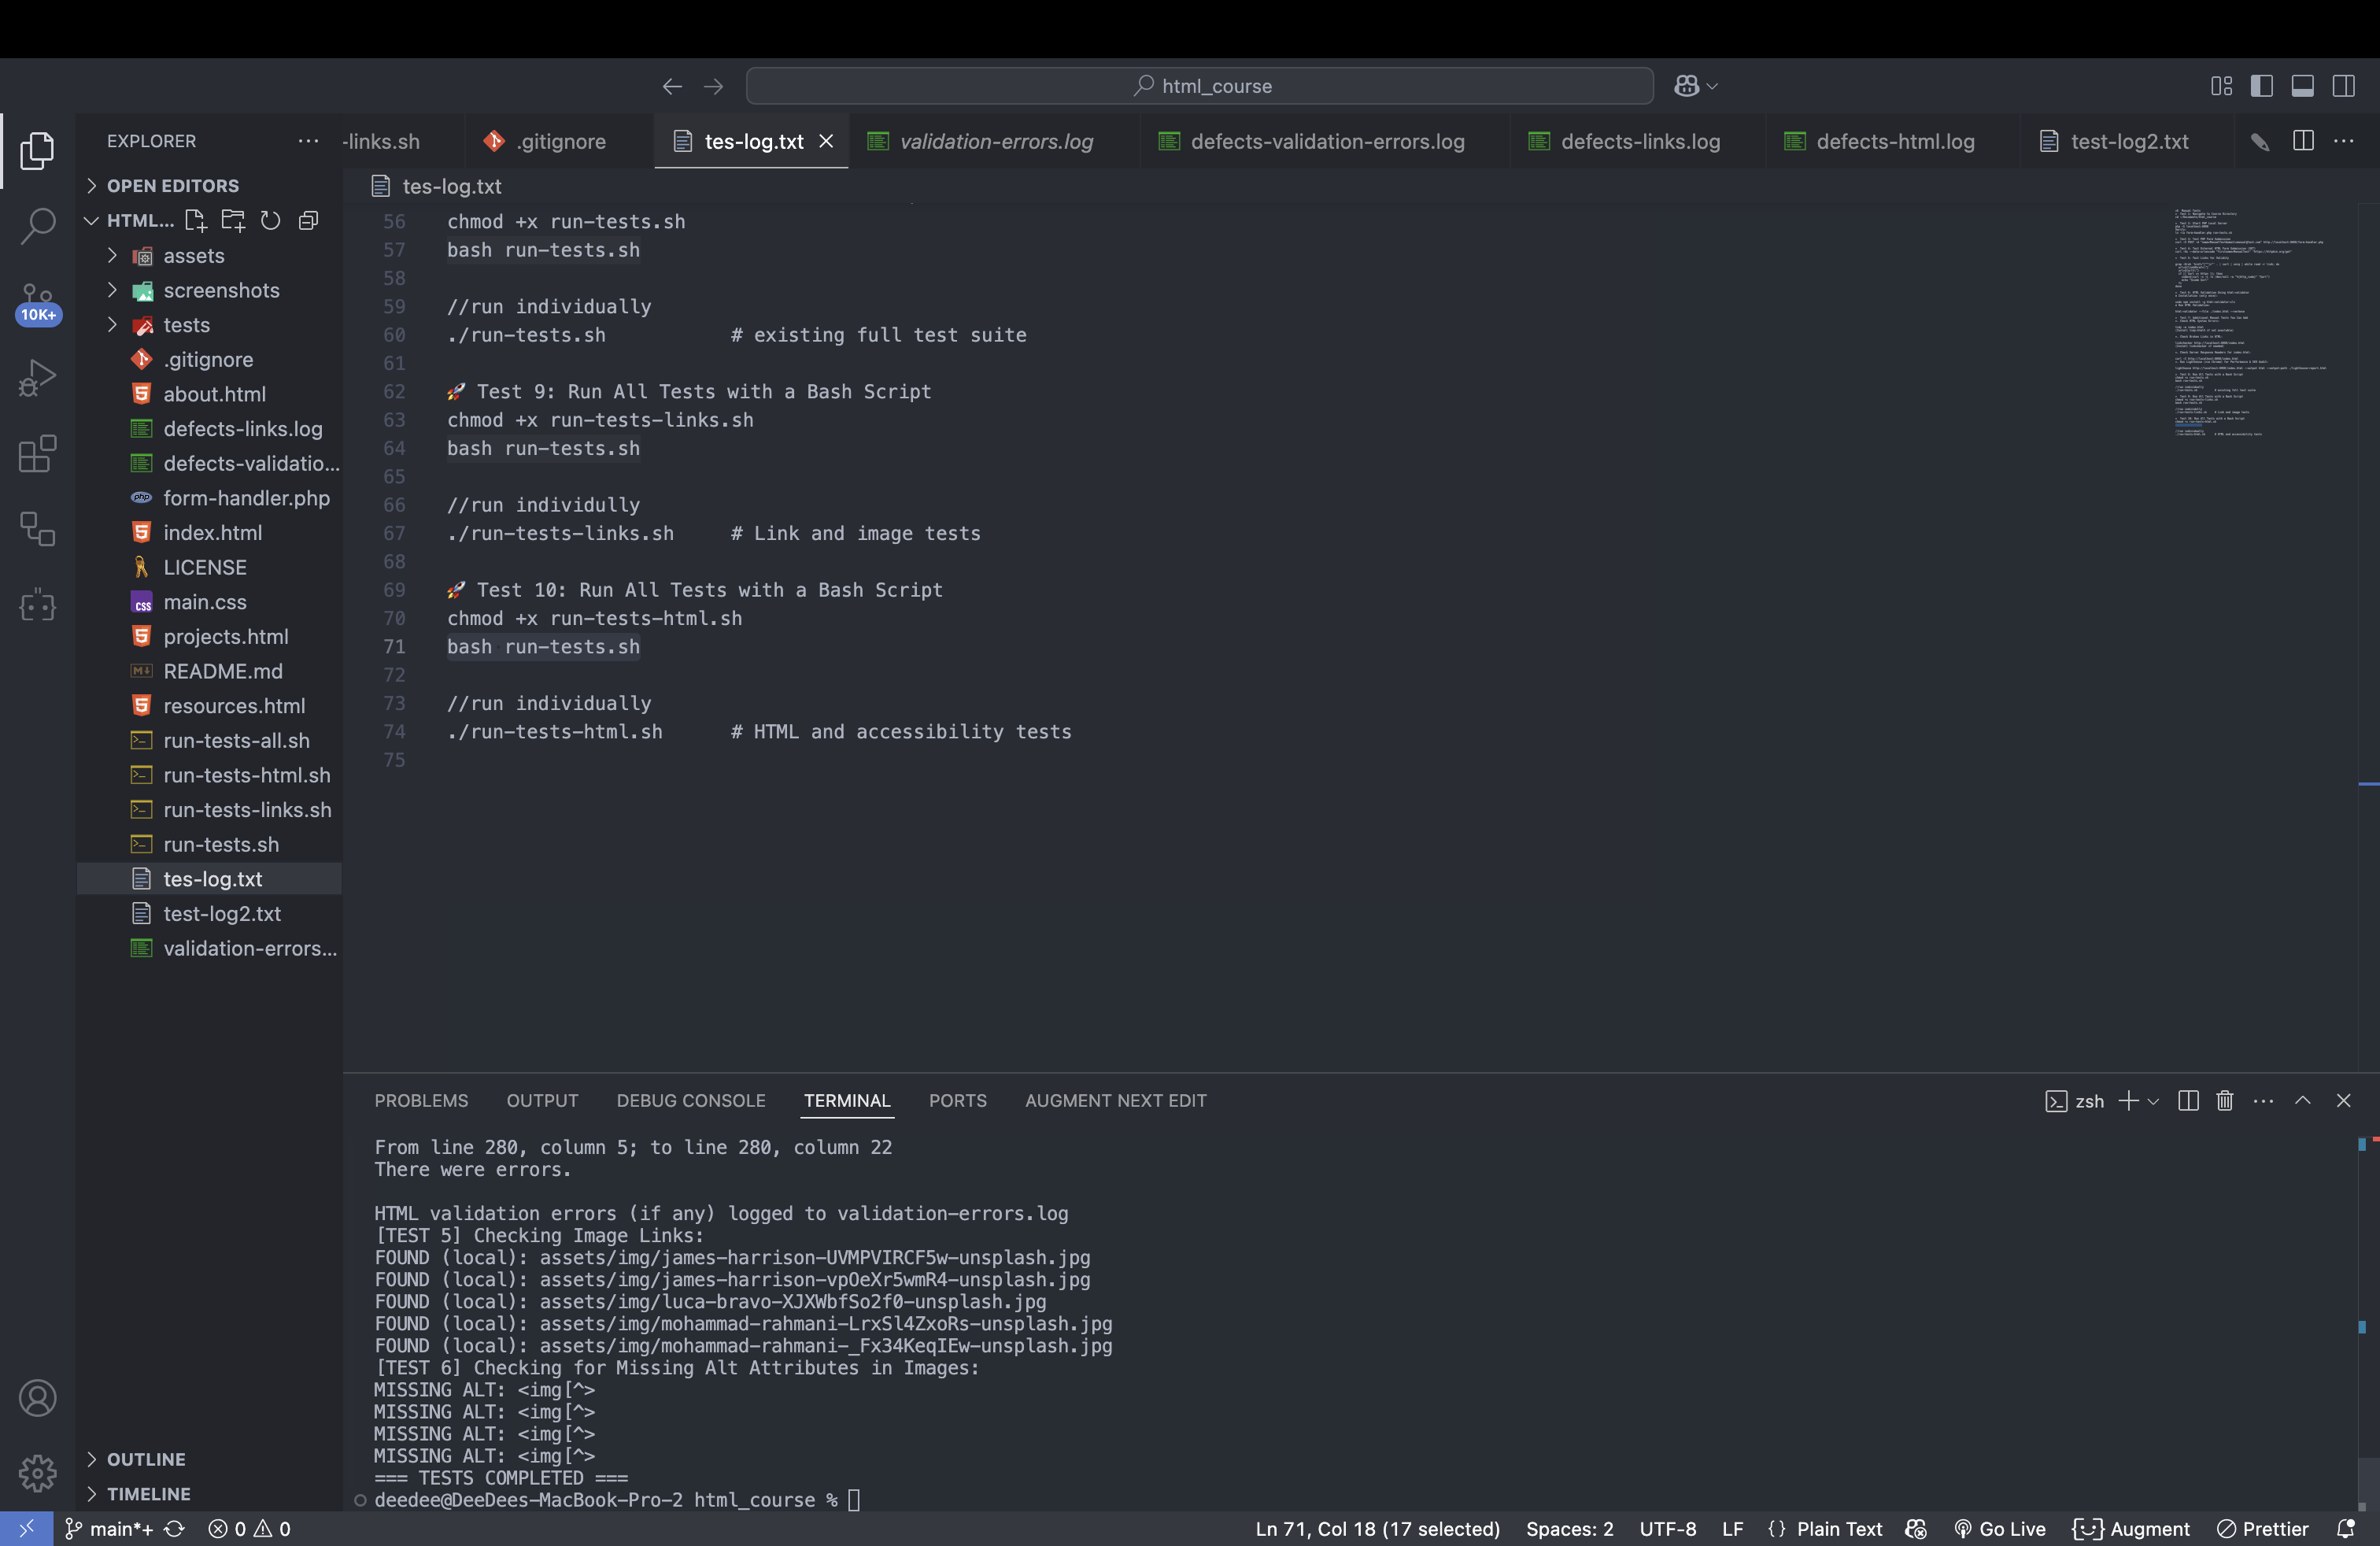 html_course
EXPLORER
-links.sh
.gitignore
tes-log.txt
validation-errors.log
defects-validation-errors.log
defects-links.log
defects-html.log
test-log2.txt
OPEN EDITORS
HTML...
assets
screenshots
tests
.gitignore
about.html
defects-links.log
defects-validatio...
form-handler.php
index.html
LICENSE
main.css
projects.html
README.md
resources.html
run-tests-all.sh
run-tests-html.sh
run-tests-links.sh
run-tests.sh
tes-log.txt
test-log2.txt
validation-errors...
OUTLINE
TIMELINE
10K+
tes-log.txt
56 chmod +x run-tests.sh
57 bash run-tests.sh
58
59 //run individually
60 ./run-tests.sh # existing full test suite
61
62 🚀 Test 9: Run All Tests with a Bash Script
63 chmod +x run-tests-links.sh
64 bash run-tests.sh
65
66 //run individully
67 ./run-tests-links.sh # Link and image tests
68
69 🚀 Test 10: Run All Tests with a Bash Script
70 chmod +x run-tests-html.sh
71 bash run-tests.sh
72
73 //run individually
74 ./run-tests-html.sh # HTML and accessibility tests
75
PROBLEMS OUTPUT DEBUG CONSOLE TERMINAL PORTS AUGMENT NEXT EDIT
zsh
From line 280, column 5; to line 280, column 22
There were errors.
HTML validation errors (if any) logged to validation-errors.log
[TEST 5] Checking Image Links:
FOUND (local): assets/img/james-harrison-UVMPVIRCF5w-unsplash.jpg
FOUND (local): assets/img/james-harrison-vpOeXr5wmR4-unsplash.jpg
FOUND (local): assets/img/luca-bravo-XJXWbfSo2f0-unsplash.jpg
FOUND (local): assets/img/mohammad-rahmani-LrxSl4ZxoRs-unsplash.jpg
FOUND (local): assets/img/mohammad-rahmani-_Fx34KeqIEw-unsplash.jpg
[TEST 6] Checking for Missing Alt Attributes in Images:
MISSING ALT: <img[^>
MISSING ALT: <img[^>
MISSING ALT: <img[^>
MISSING ALT: <img[^>
=== TESTS COMPLETED ===
deedee@DeeDees-MacBook-Pro-2 html_course %
main*+ 0 0
Ln 71, Col 18 (17 selected) Spaces: 2 UTF-8 LF {} Plain Text Go Live Augment Prettier